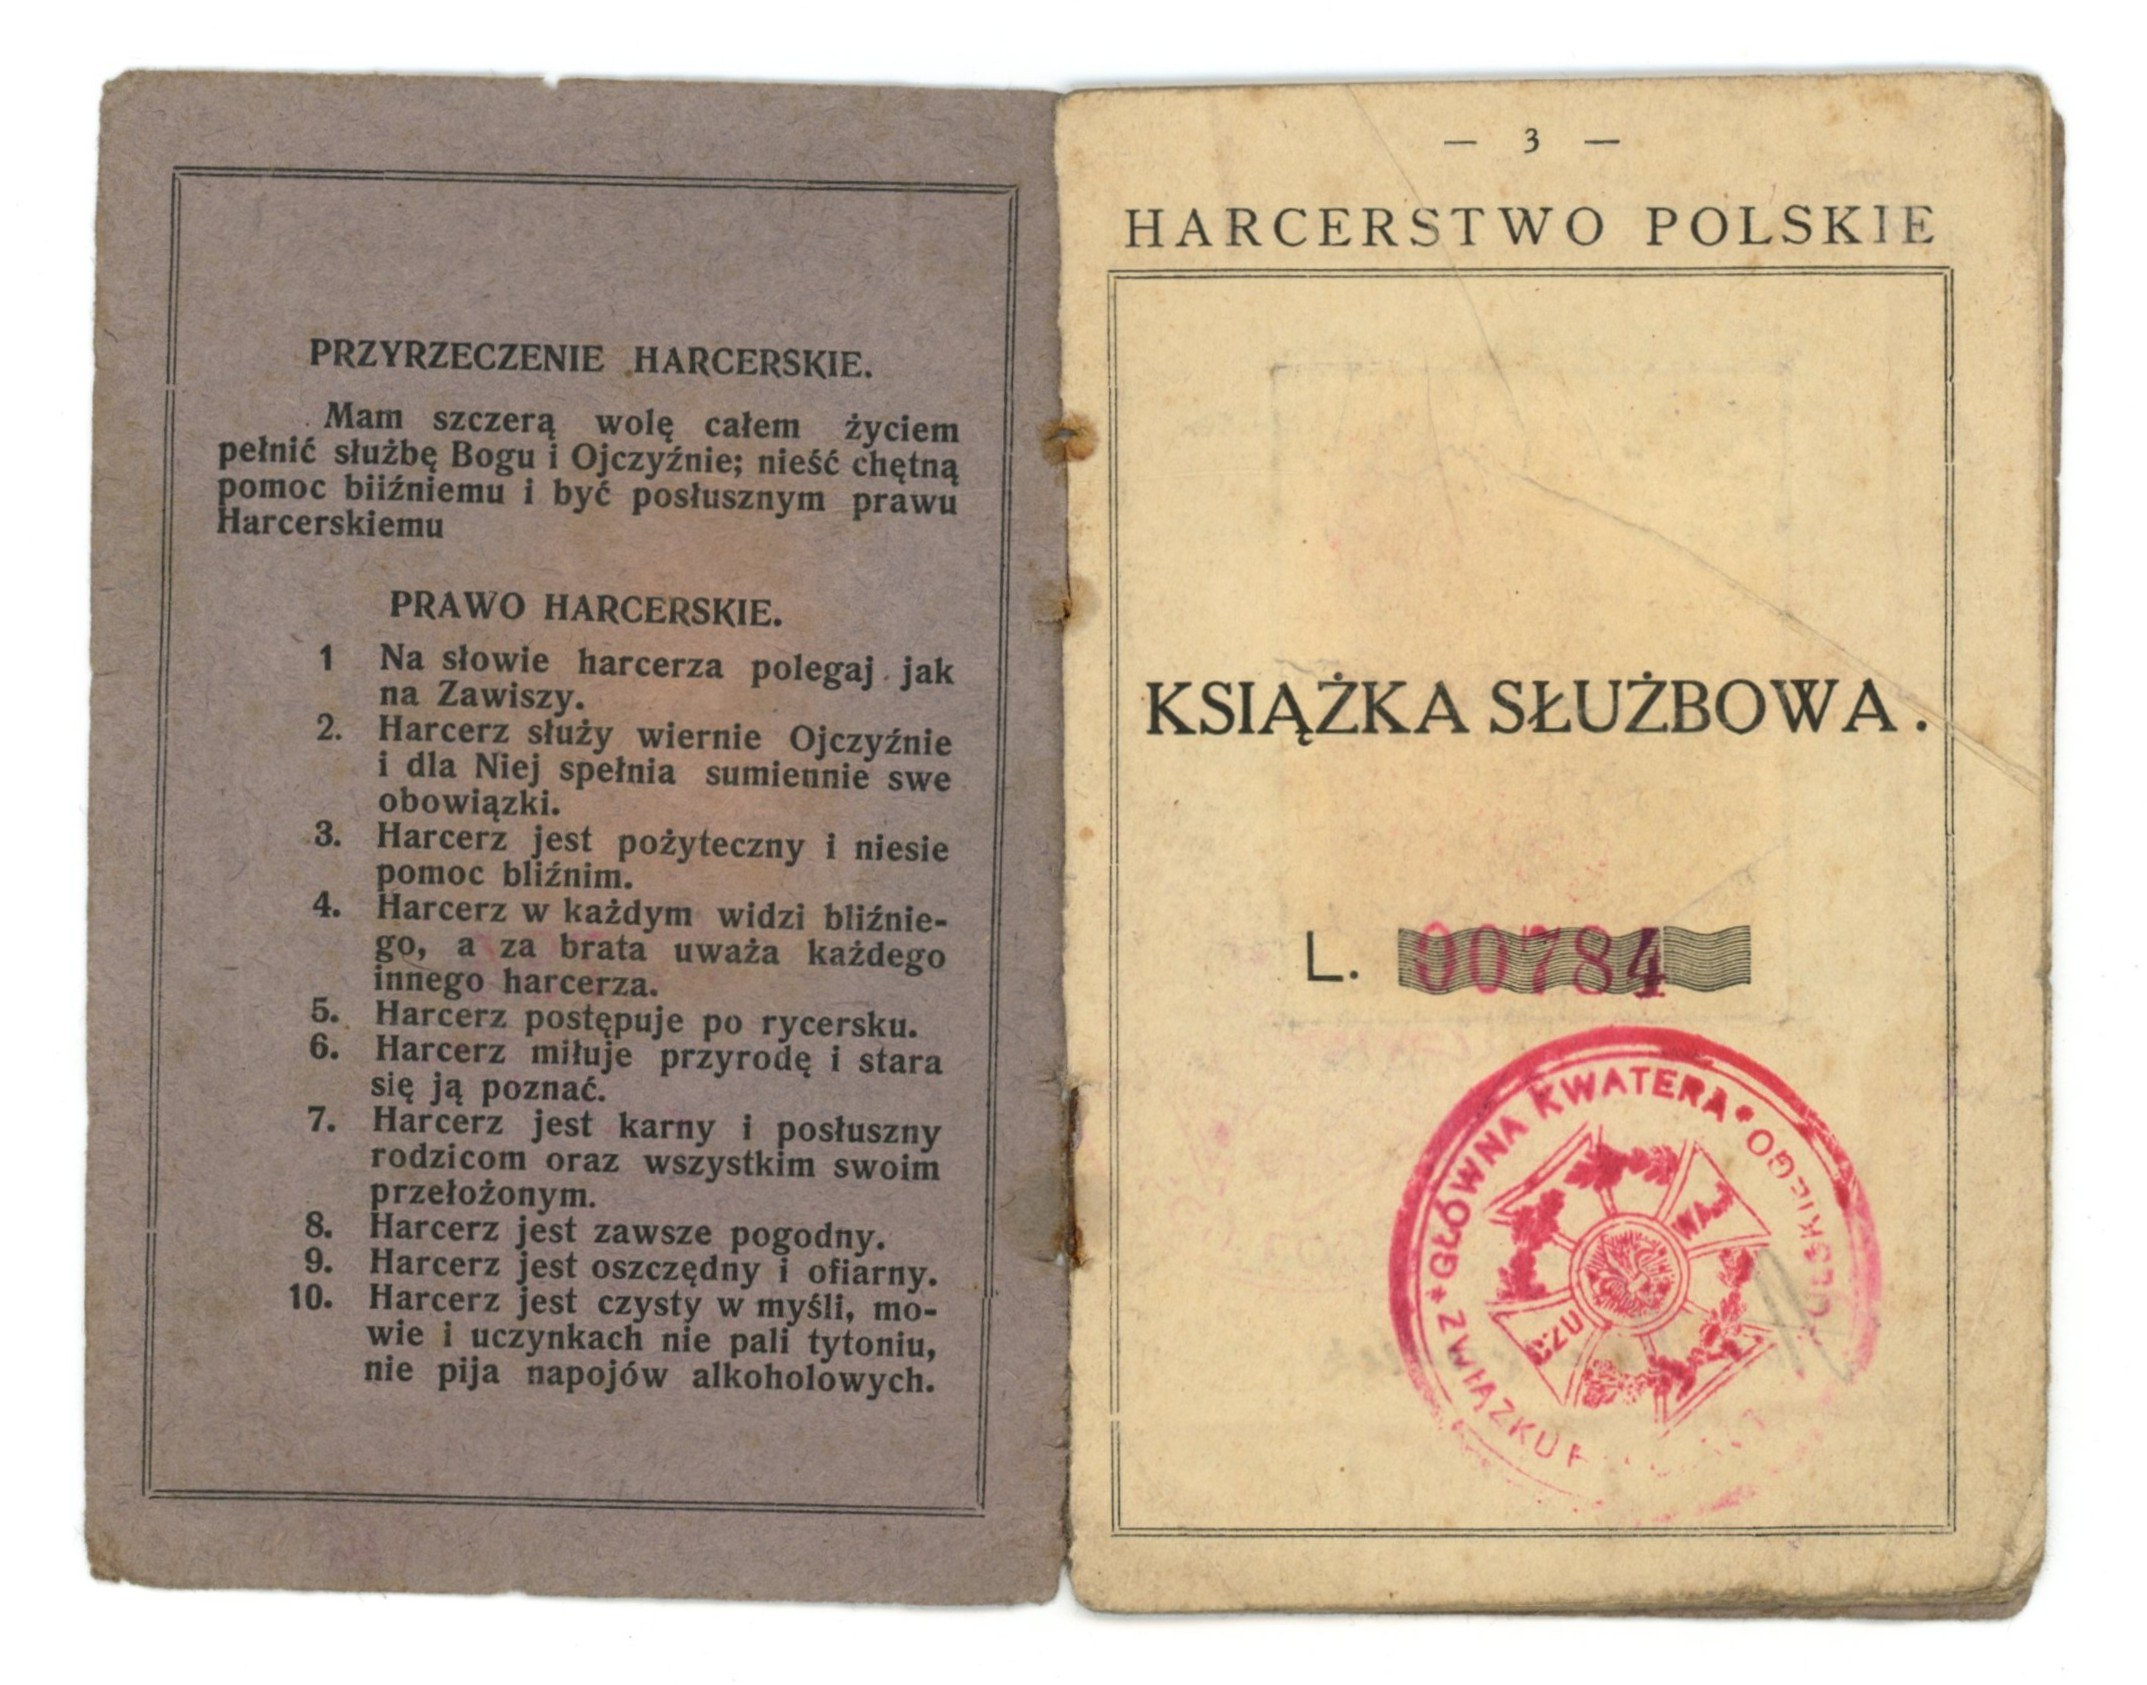 PRZYRZECZENIE HARCERSKIE.
Mam szczerą wolę całem życiem
pełnić służbę Bogu i Ojczyźnie; nieść chętną
pomoc biiźniemu i być posłusznym prawu
Harcerskiemu
PRAWO HARCERSKIE.
1 Na słowie harcerza polegaj jak
na Zawiszy.
2. Harcerz służy wiernie Ojczyźnie
i dla Niej spełnia sumiennie swe
obowiązki.
3. Harcerz jest pożyteczny i niesie
pomoc bliźnim.
4. Harcerz w każdym widzi bliźnie-
go, a za brata uważa każdego
innego harcerza.
5. Harcerz postępuje po rycersku.
6. Harcerz miłuje przyrodę i stara
się ją poznać.
7. Harcerz jest karny i posłuszny
rodzicom oraz wszystkim swoim
przełożonym.
8. Harcerz jest zawsze pogodny.
9. Harcerz jest oszczędny i ofiarny.
10. Harcerz jest czysty w myśli, mo-
wie i uczynkach nie pali tytoniu,
nie pija napojów alkoholowych.
— 3 —
HARCERSTWO POLSKIE
KSIĄŻKA SŁUŻBOWA.
L. 00784
* GŁÓWNA KWATERA *
ZWIĄZKU
CZU WAJ